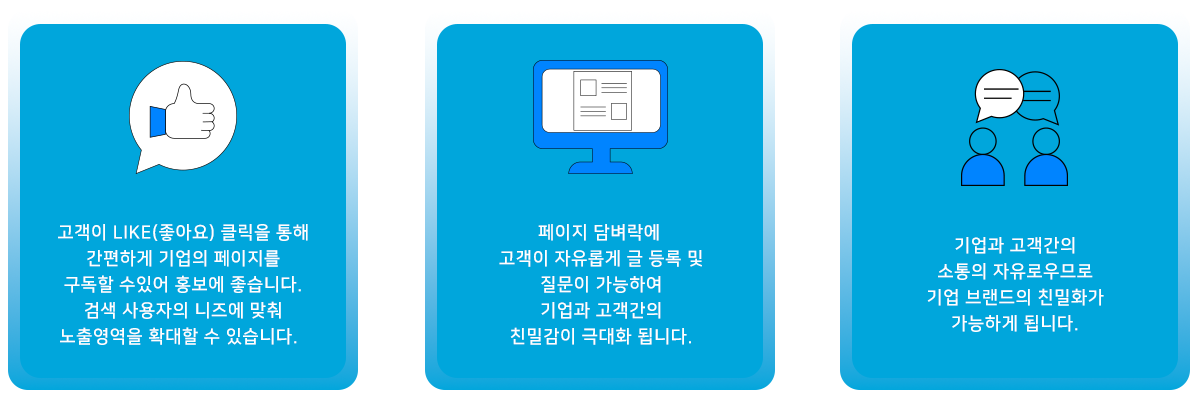 고객이 LIKE(좋아요) 클릭을 통해
간편하게 기업의 페이지를
구독할 수있어 홍보에 좋습니다.
검색 사용자의 니즈에 맞춰
노출영역을 확대할 수 있습니다.
페이지 담벼락에
고객이 자유롭게 글 등록 및
질문이 가능하여
기업과 고객간의
친밀감이 극대화 됩니다.
기업과 고객간의
소통의 자유로우므로
기업 브랜드의 친밀화가
가능하게 됩니다.